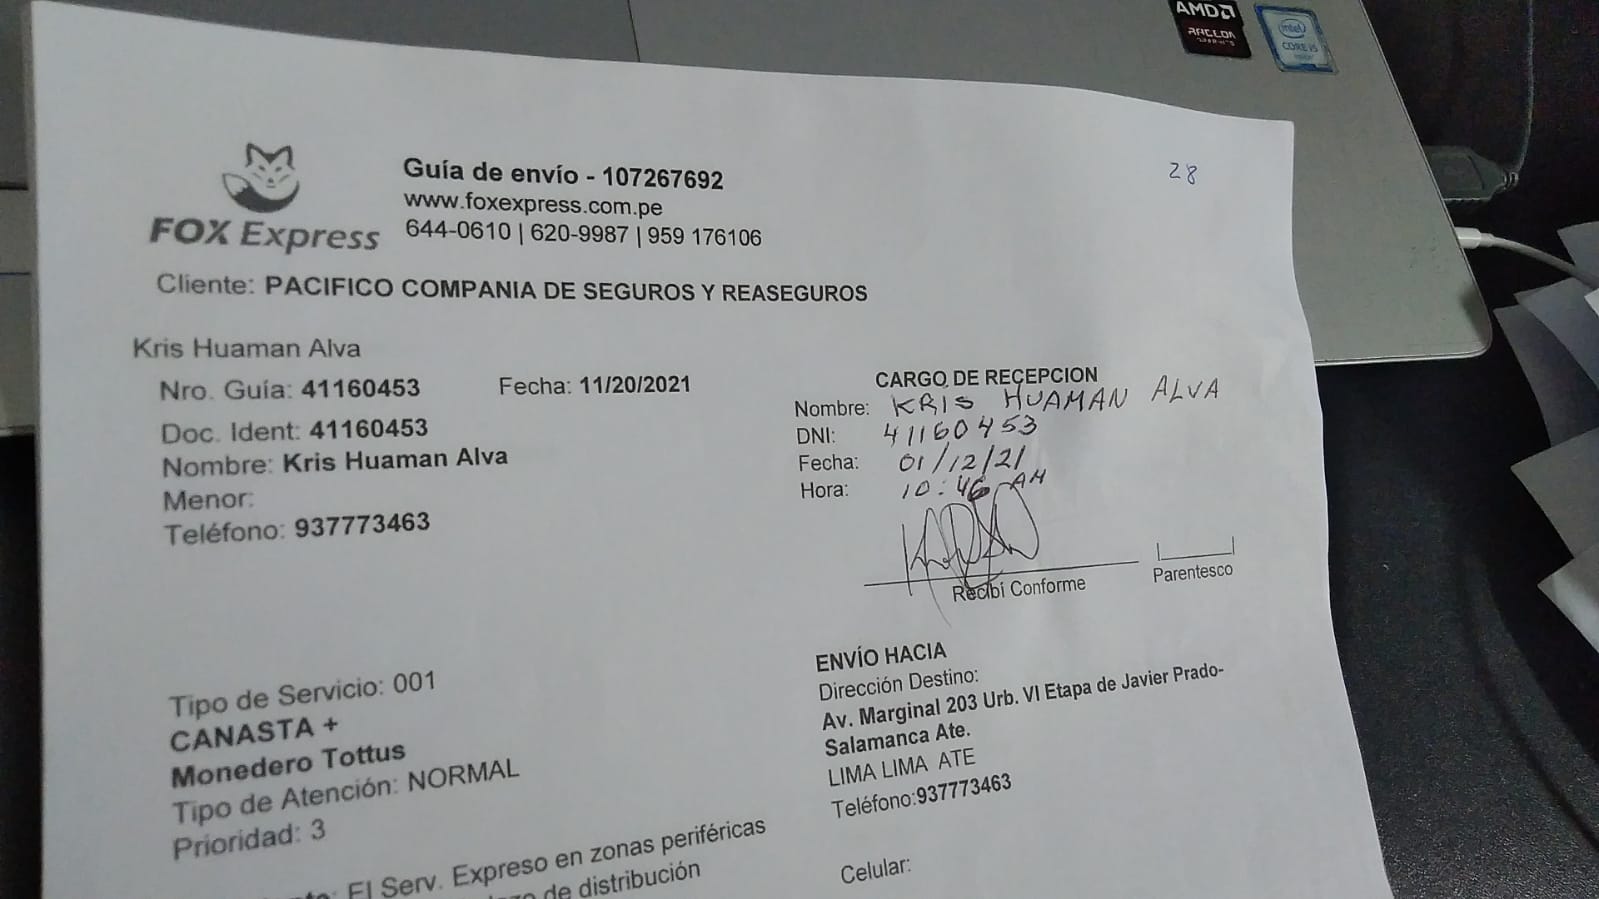 AMD
RADEON
intel
CORE i5
28
Guía de envío - 107267692
www.foxexpress.com.pe
644-0610 | 620-9987 | 959 176106
FOX Express
Cliente: PACIFICO COMPANIA DE SEGUROS Y REASEGUROS
Kris Huaman Alva
Nro. Guía: 41160453 Fecha: 11/20/2021
Doc. Ident: 41160453
Nombre: Kris Huaman Alva
Menor:
Teléfono: 937773463
CARGO DE RECEPCION
Nombre: KRIS HUAMAN ALVA
DNI: 41160453
Fecha: 01/12/21
Hora: 10:46 AM
Recibí Conforme
Parentesco
Tipo de Servicio: 001
CANASTA +
Monedero Tottus
Tipo de Atención: NORMAL
Prioridad: 3
El Serv. Expreso en zonas periféricas
de distribución
ENVÍO HACIA
Dirección Destino:
Av. Marginal 203 Urb. VI Etapa de Javier Prado-
Salamanca Ate.
LIMA LIMA ATE
Teléfono:937773463
Celular: